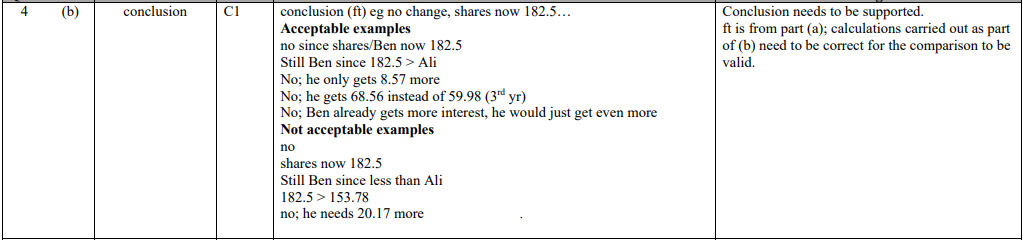 4 (b) conclusion C1 conclusion (ft) eg no change, shares now 182.5… Conclusion needs to be supported.
Acceptable examples ft is from part (a); calculations carried out as part
no since shares/Ben now 182.5 of (b) need to be correct for the comparison to be
Still Ben since 182.5 > Ali valid.
No; he only gets 8.57 more
No; he gets 68.56 instead of 59.98 (3rd yr)
No; Ben already gets more interest, he would just get even more
Not acceptable examples
no
shares now 182.5
Still Ben since less than Ali
182.5 > 153.78
no; he needs 20.17 more .